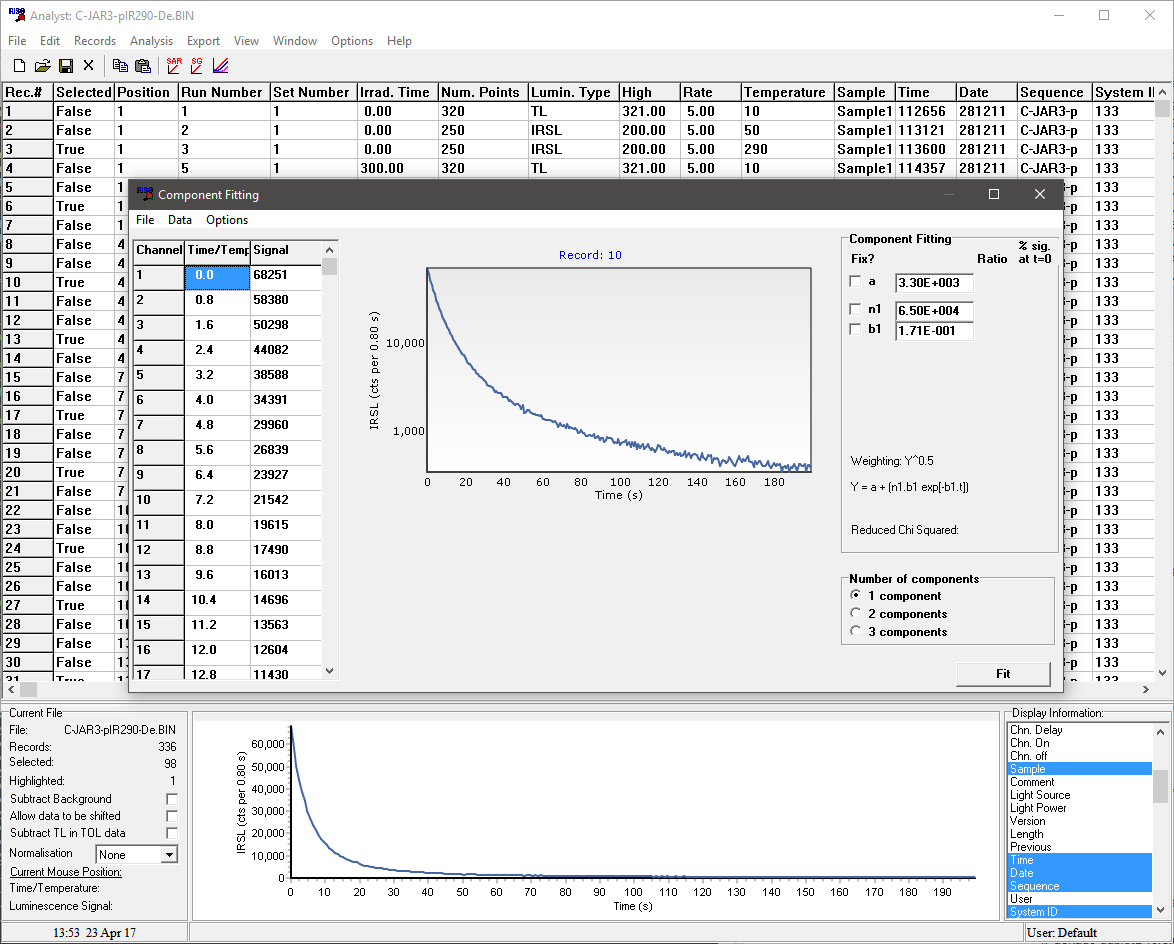 Analyst: C-JAR3-pIR290-De.BIN
File Edit Records Analysis Export View Window Options Help
SAR SG
Rec.# Selected Position Run Number Set Number Irrad. Time Num. Points Lumin. Type High Rate Temperature Sample Time Date Sequence System I
1 False 1 1 1 0.00 320 TL 321.00 5.00 10 Sample1 112656 281211 C-JAR3-p 133
2 False 1 2 1 0.00 250 IRSL 200.00 5.00 50 Sample1 113121 281211 C-JAR3-p 133
3 True 1 3 1 0.00 250 IRSL 200.00 5.00 290 Sample1 113600 281211 C-JAR3-p 133
4 False 1 5 1 300.00 320 TL 321.00 5.00 10 Sample1 114357 281211 C-JAR3-p 133
5 False 1 -p 133
6 True 1 -p 133
7 False 1 -p 133
8 False 4 -p 133
9 False 4 -p 133
10 True 4 -p 133
11 False 4 -p 133
12 False 4 -p 133
13 True 4 -p 133
14 False 4 -p 133
15 False 7 -p 133
16 False 7 -p 133
17 True 7 -p 133
18 False 7 -p 133
19 False 7 -p 133
20 True 7 -p 133
21 False 7 -p 133
22 False 10 -p 133
23 False 10 -p 133
24 True 10 -p 133
25 False 10 -p 133
26 False 10 -p 133
27 True 10 -p 133
28 False 10 -p 133
29 False 1 -p 133
30 False 1 -p 133
Component Fitting
File Data Options
Channel Time/Temp Signal
1 0.0 68251
2 0.8 58380
3 1.6 50298
4 2.4 44082
5 3.2 38588
6 4.0 34391
7 4.8 29960
8 5.6 26839
9 6.4 23927
10 7.2 21542
11 8.0 19615
12 8.8 17490
13 9.6 16013
14 10.4 14696
15 11.2 13563
16 12.0 12604
17 12.8 11430
Record: 10
IRSL (cts per 0.80 s)
10,000
1,000
0 20 40 60 80 100 120 140 160 180
Time (s)
Component Fitting
Fix? Ratio % sig. at t=0
a 3.30E+003
n1 6.50E+004
b1 1.71E-001
Weighting: Y^0.5
Y = a + (n1.b1 exp[-b1.t])
Reduced Chi Squared:
Number of components
1 component
2 components
3 components
Fit
Current File
File: C-JAR3-pIR290-De.BIN
Records: 336
Selected: 98
Highlighted: 1
Subtract Background
Allow data to be shifted
Subtract TL in TOL data
Normalisation None
Current Mouse Position:
Time/Temperature:
Luminescence Signal:
IRSL (cts per 0.80 s)
60,000
50,000
40,000
30,000
20,000
10,000
0
0 10 20 30 40 50 60 70 80 90 100 110 120 130 140 150 160 170 180 190
Time (s)
Display Information:
Chn. Delay
Chn. On
Chn. off
Sample
Comment
Light Source
Light Power
Version
Length
Previous
Time
Date
Sequence
User
System ID
13:53 23 Apr 17
User: Default